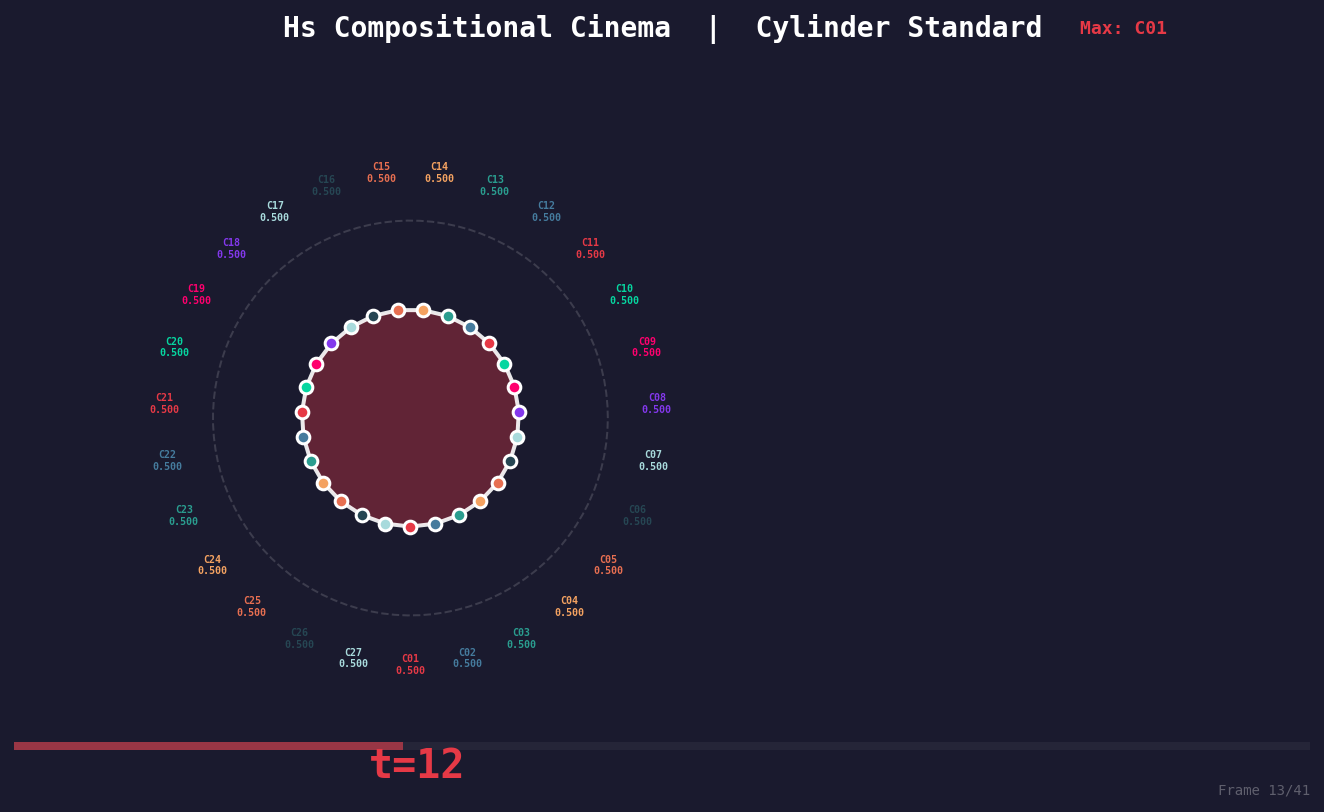 Hs Compositional Cinema | Cylinder Standard
Max: C01
C15
0.500
C14
0.500
C16
0.500
C13
0.500
C17
0.500
C12
0.500
C18
0.500
C11
0.500
C19
0.500
C10
0.500
C20
0.500
C09
0.500
C21
0.500
C08
0.500
C22
0.500
C07
0.500
C23
0.500
C06
0.500
C24
0.500
C05
0.500
C25
0.500
C04
0.500
C26
0.500
C03
0.500
C27
0.500
C01
0.500
C02
0.500
t=12
Frame 13/41